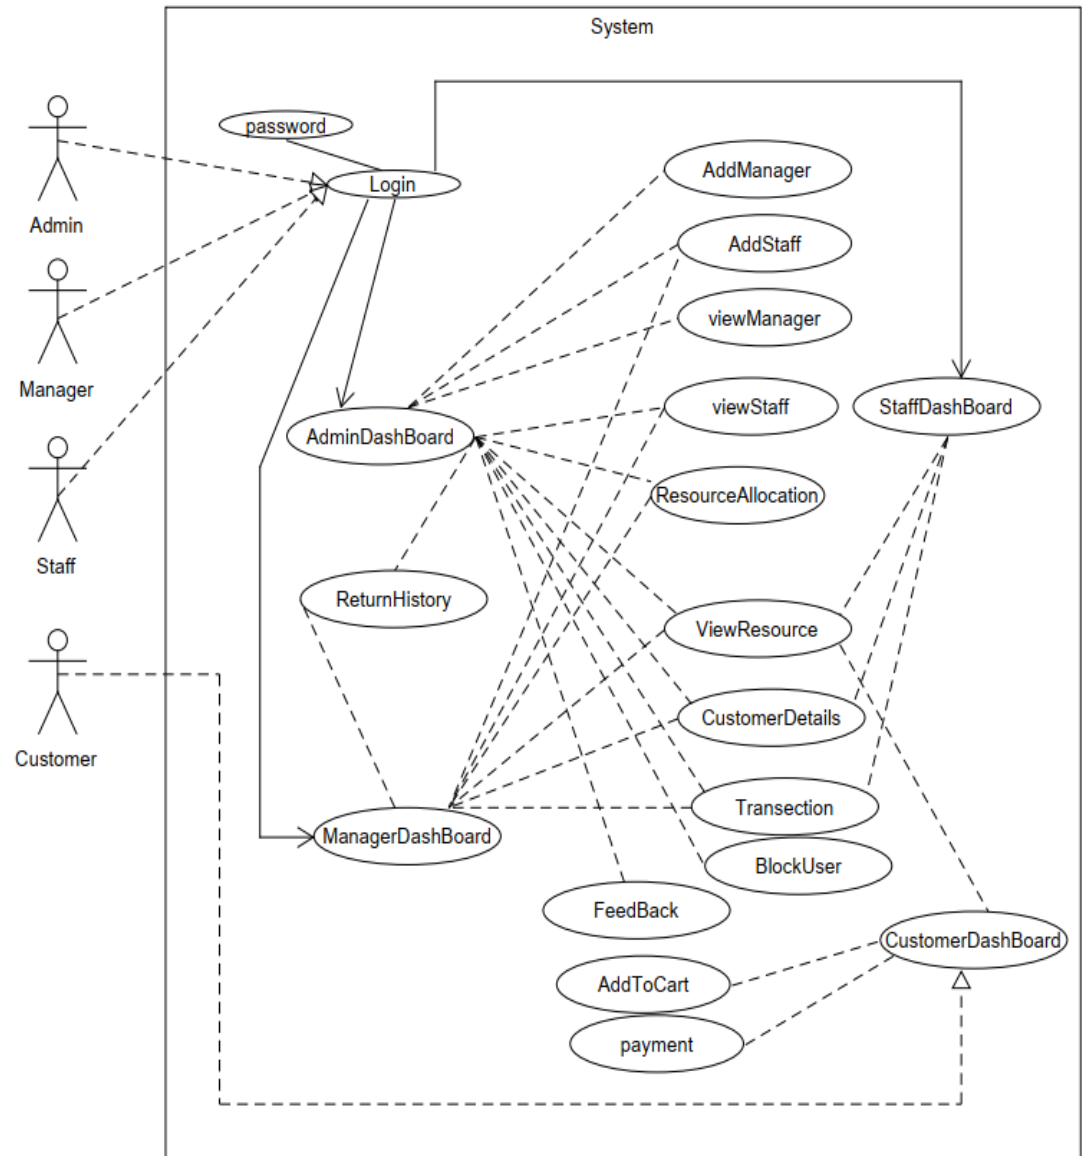 System
password
Login
Admin
AddManager
AddStaff
viewManager
Manager
AdminDashBoard
viewStaff
StaffDashBoard
ResourceAllocation
Staff
ReturnHistory
ViewResource
Customer
CustomerDetails
Transection
ManagerDashBoard
BlockUser
FeedBack
CustomerDashBoard
AddToCart
payment